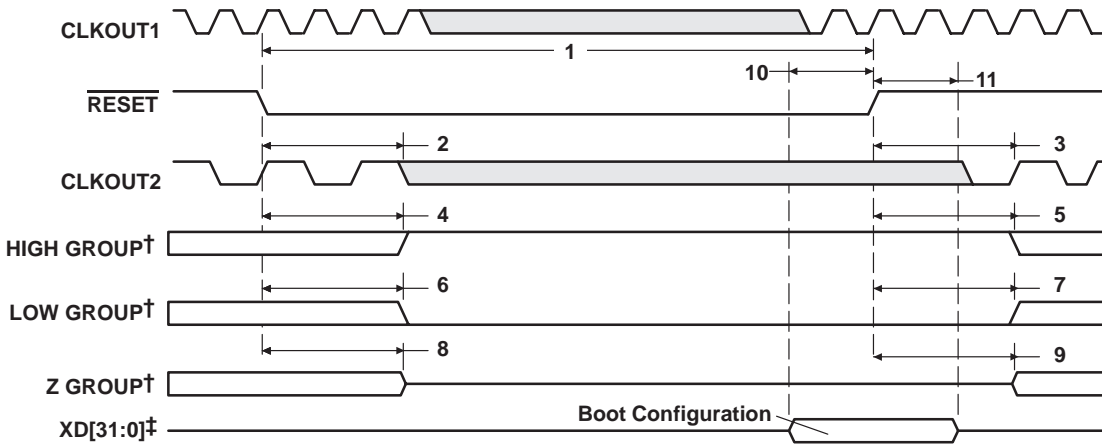 CLKOUT1
1
10
11
RESET
2
3
CLKOUT2
4
5
HIGH GROUP†
6
7
LOW GROUP†
8
9
Z GROUP†
Boot Configuration
XD[31:0]‡